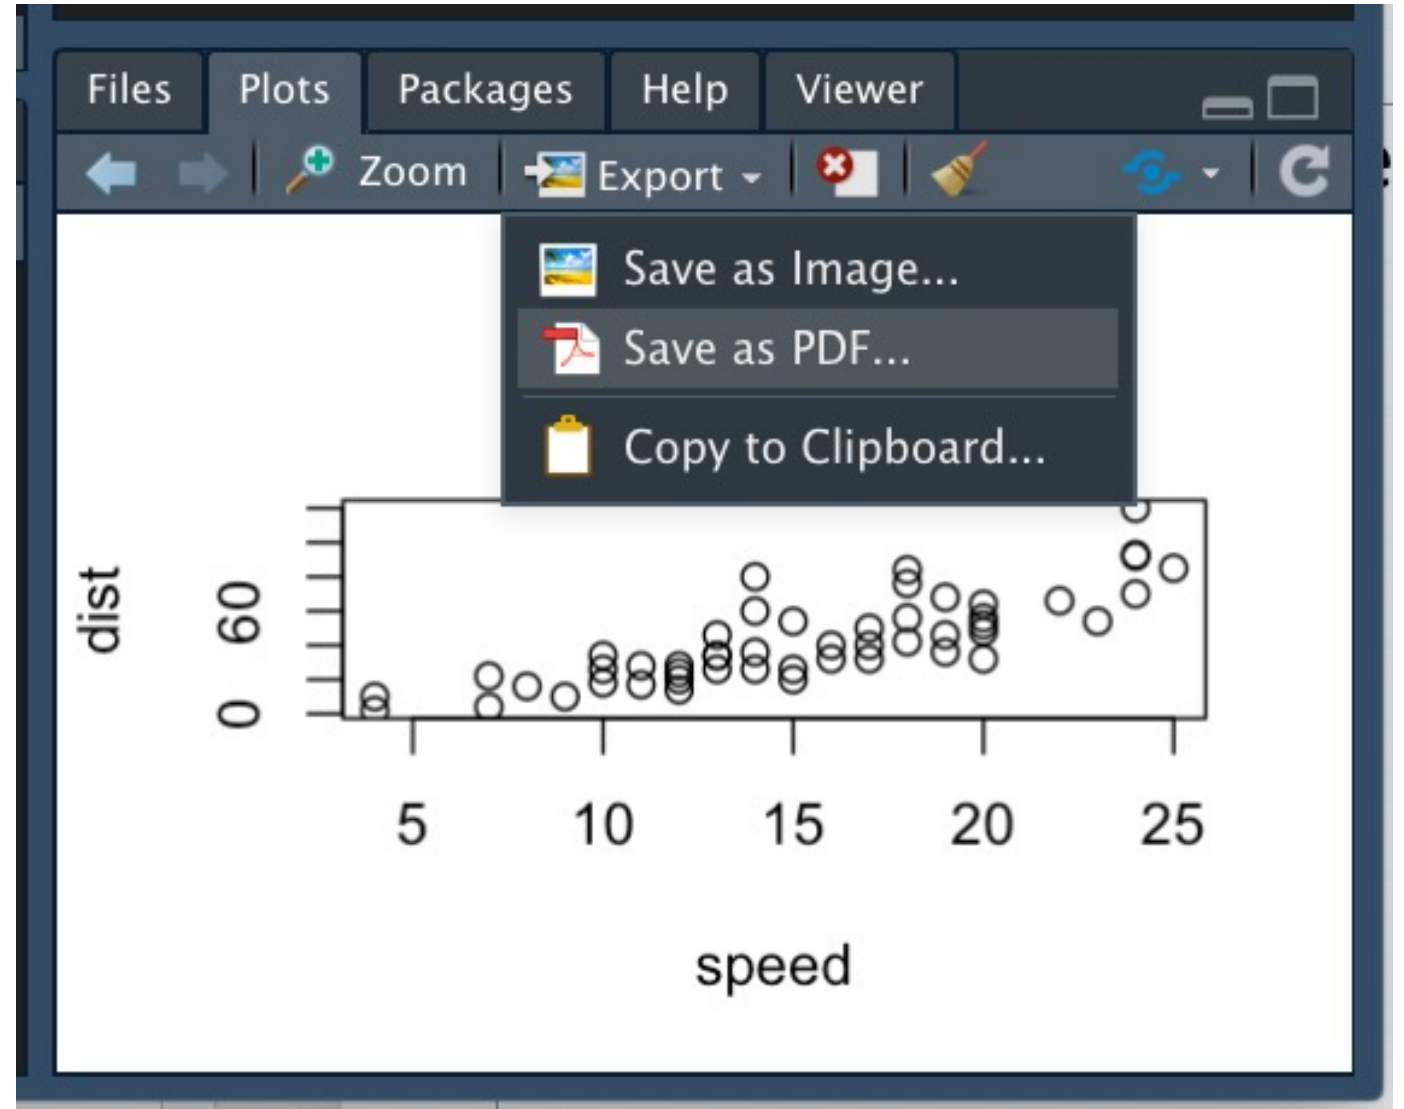 Files Plots Packages Help Viewer
Zoom Export
Save as Image...
Save as PDF...
Copy to Clipboard...
dist
60
0
5 10 15 20 25
speed